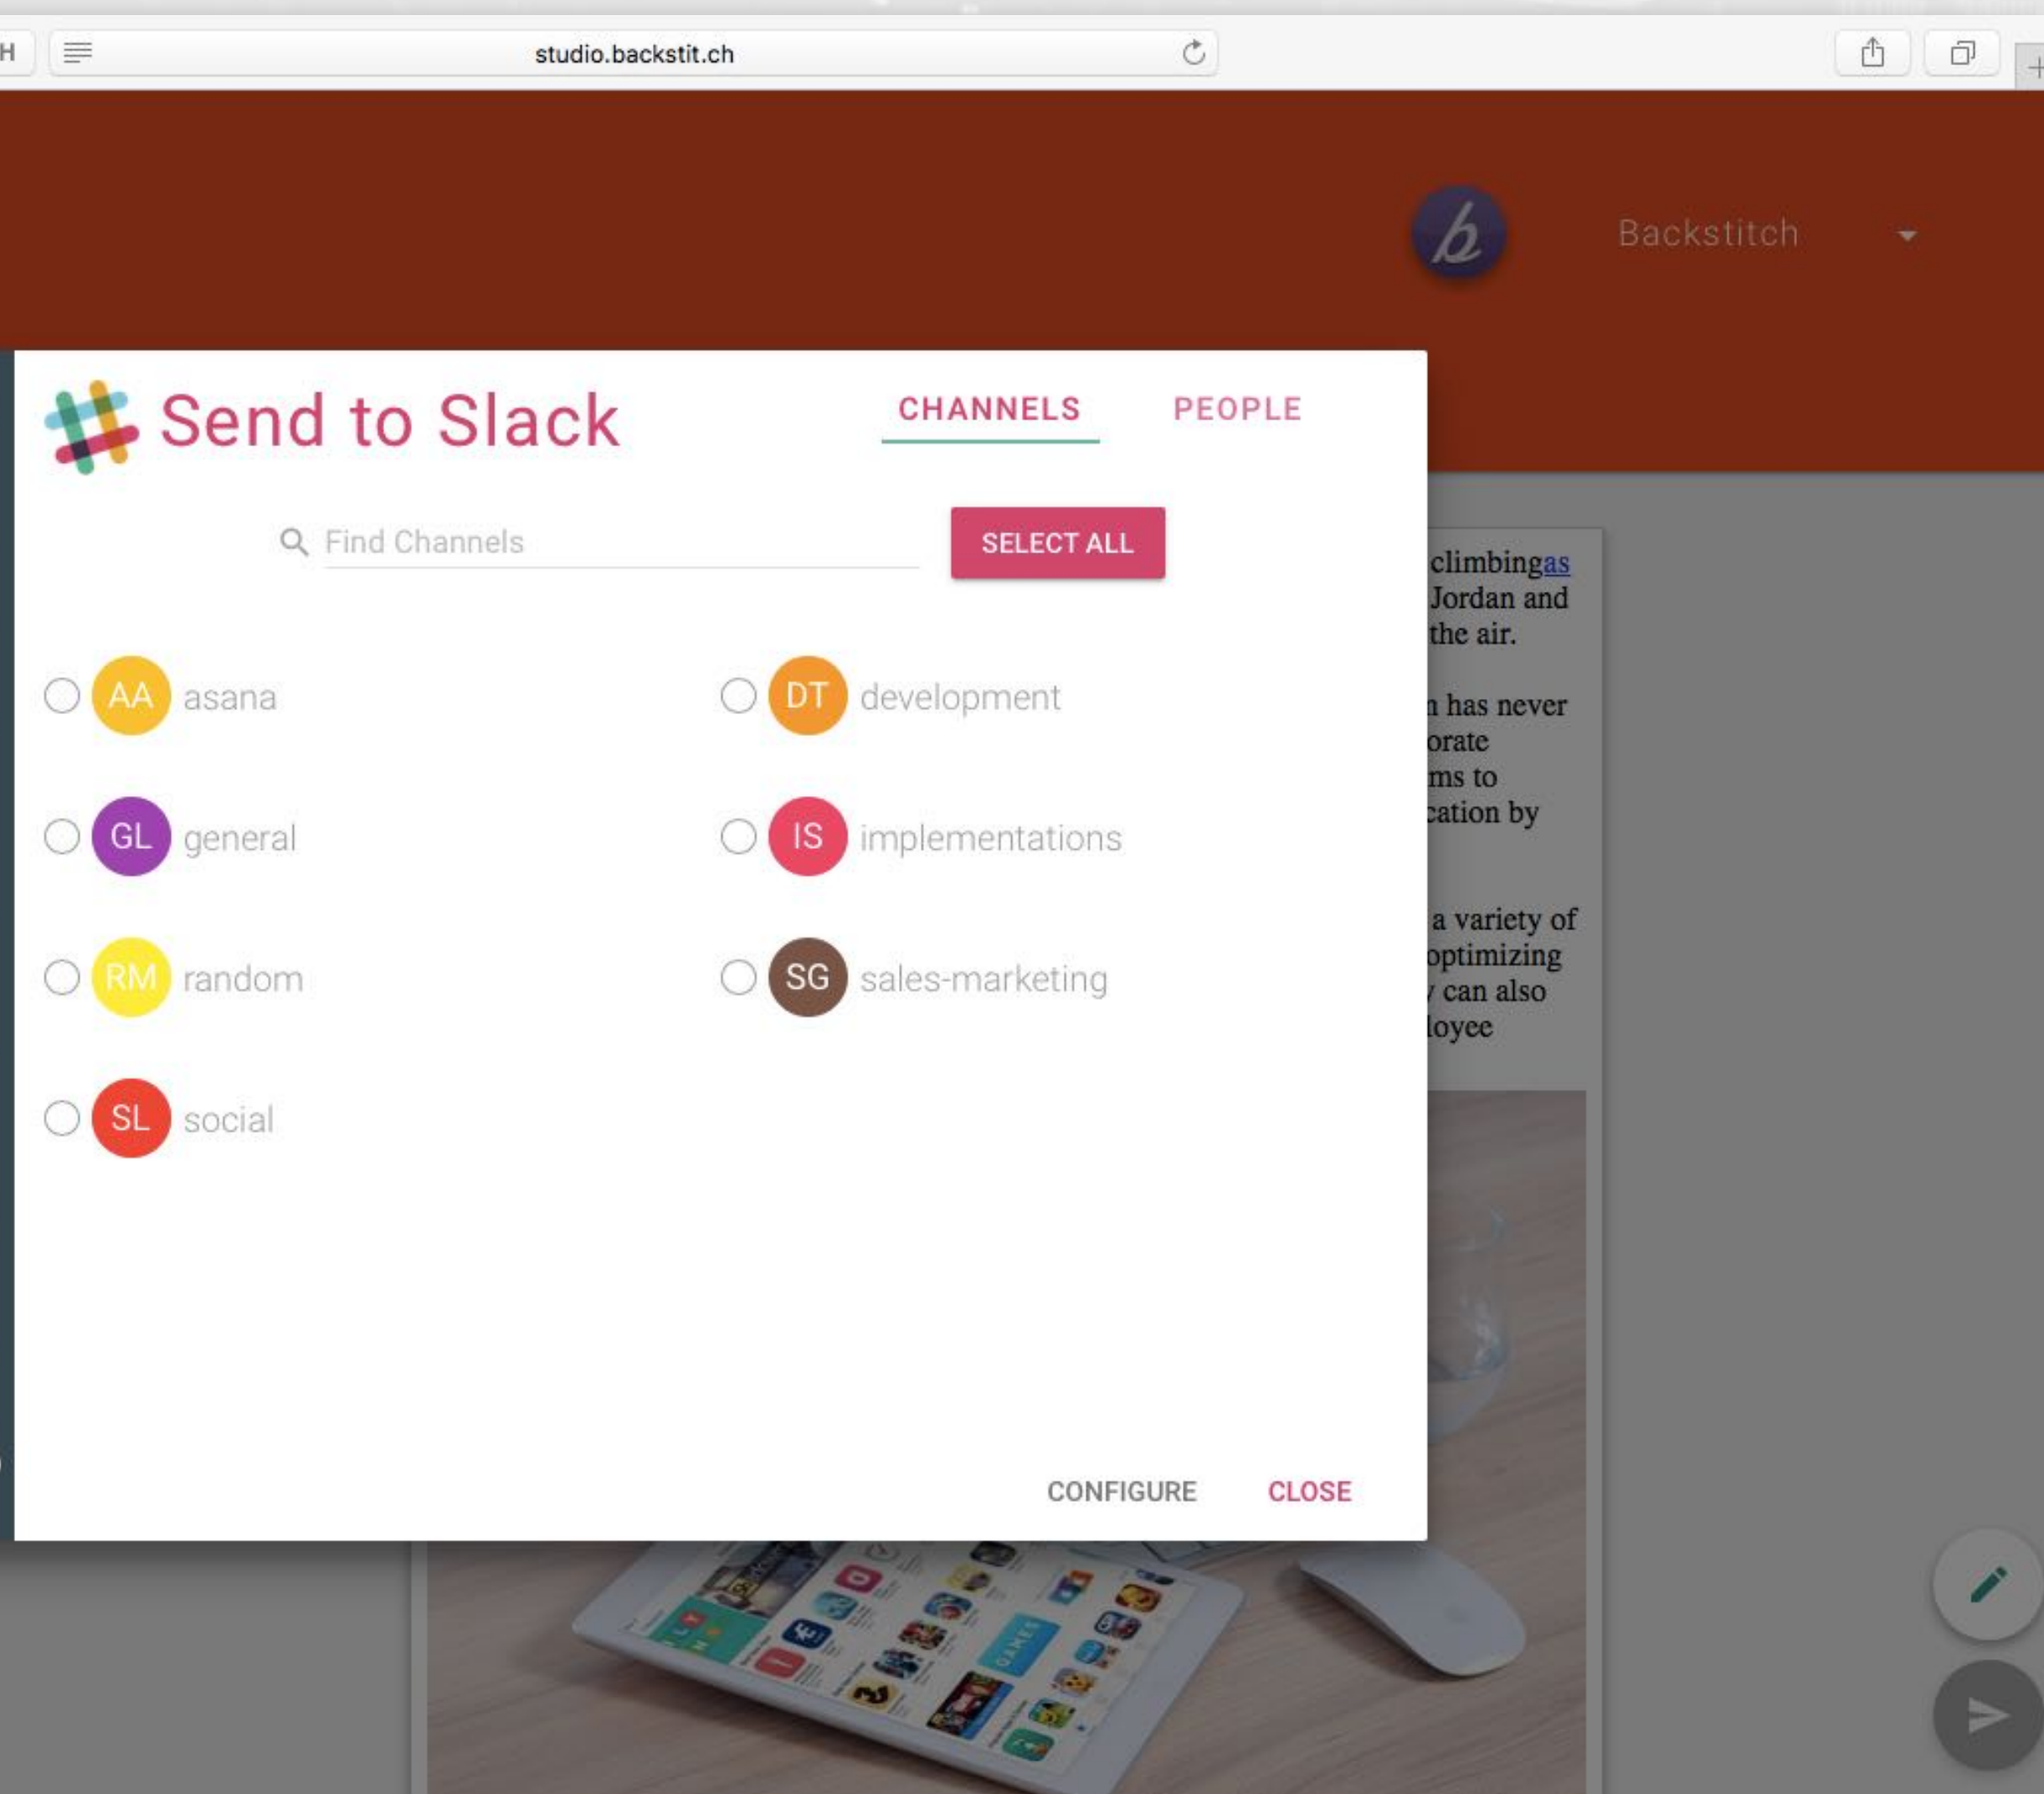 H
studio.backstit.ch
b
Backstitch
Send to Slack
CHANNELS
PEOPLE
Find Channels
SELECT ALL
AA asana
DT development
GL general
IS implementations
RM random
SG sales-marketing
SL social
CONFIGURE
CLOSE
climbingas
Jordan and
the air.
has never
orate
ms to
cation by
a variety of
optimizing
can also
loyee
GAMES